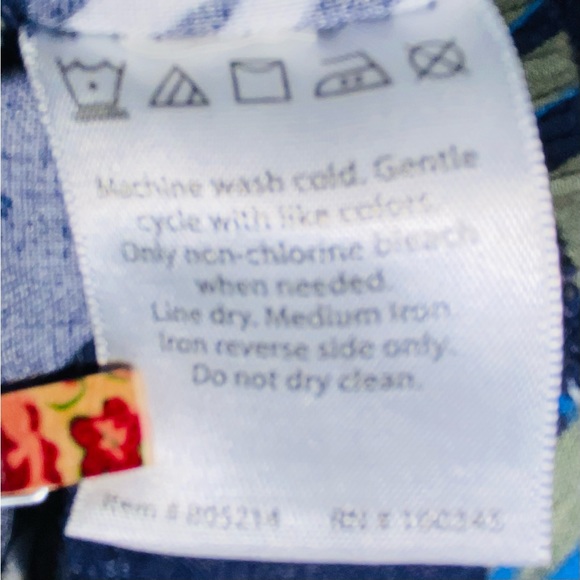 Machine wash cold. Gentle
cycle with like colors.
Only non-chlorine bleach
when needed.
Line dry. Medium Iron
Iron reverse side only.
Do not dry clean.
Item # 805214 RN #